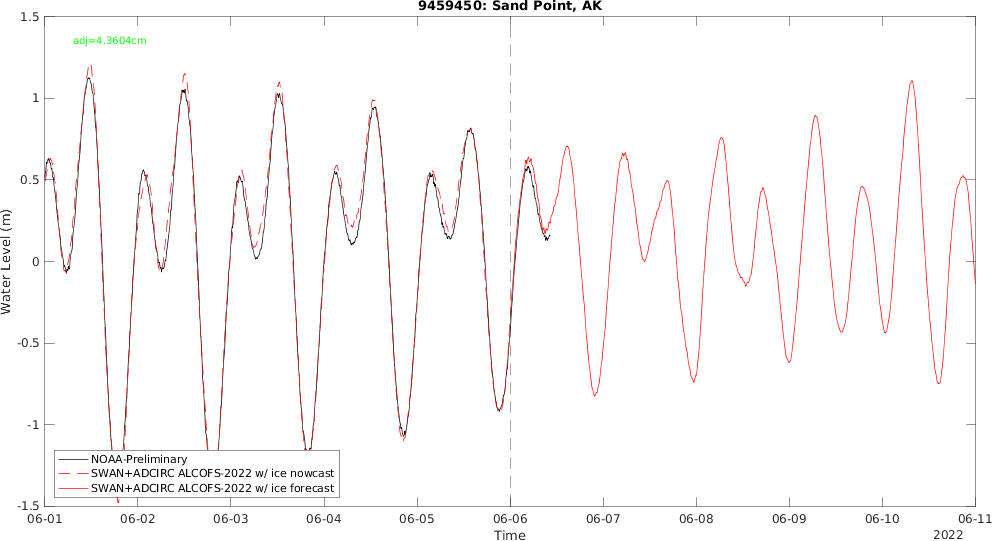 9459450: Sand Point, AK
adj=4.3604cm
Water Level (m)
1.5
1
0.5
0
-0.5
-1
-1.5
NOAA-Preliminary
SWAN+ADCIRC ALCOFS-2022 w/ ice nowcast
SWAN+ADCIRC ALCOFS-2022 w/ ice forecast
06-01 06-02 06-03 06-04 06-05 06-06 06-07 06-08 06-09 06-10 06-11
Time
2022